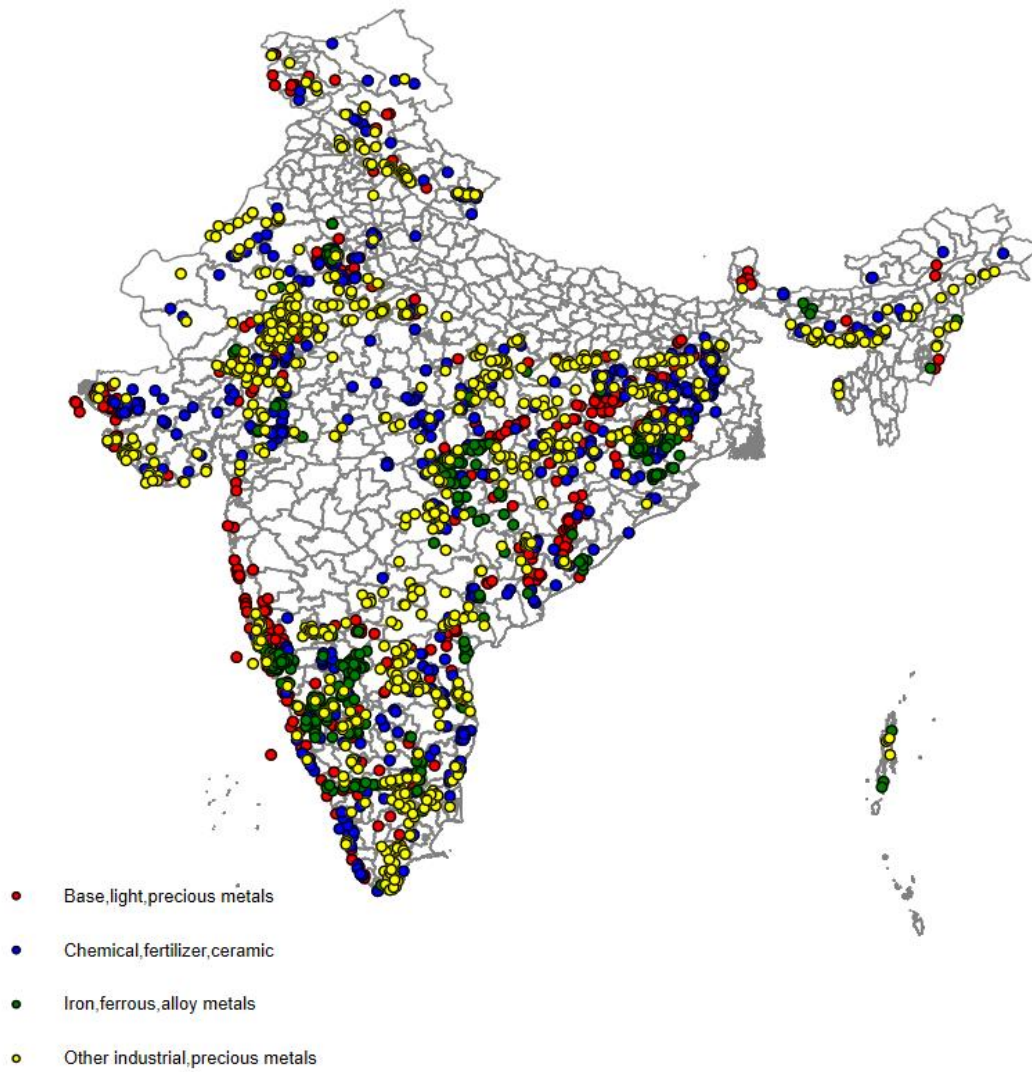 Base,light,precious metals
Chemical,fertilizer,ceramic
Iron,ferrous,alloy metals
Other industrial,precious metals